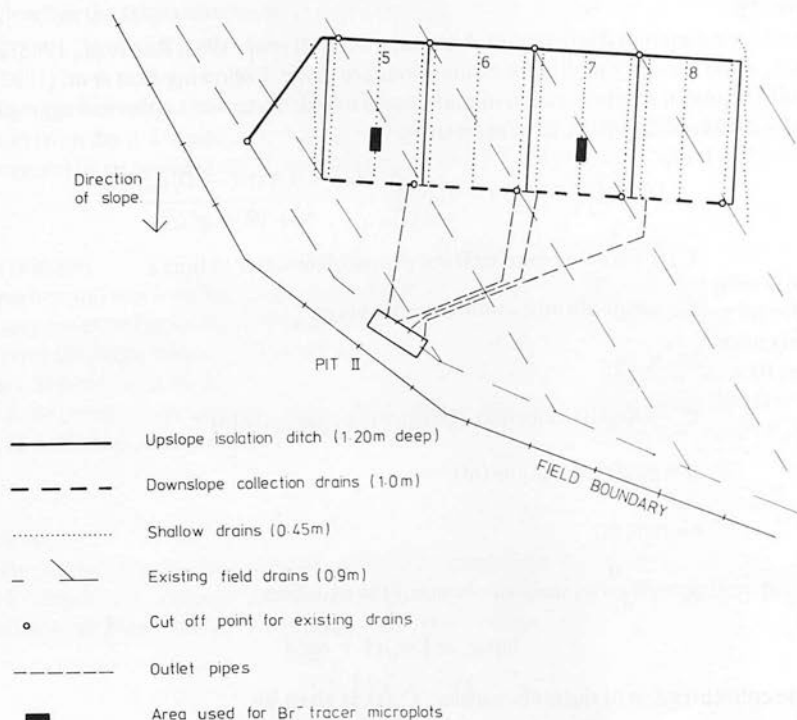 5
6
7
8
Direction
of slope.
PIT II
FIELD BOUNDARY
Upslope isolation ditch (1·20m deep)
Downslope collection drains (1·0m)
Shallow drains (0·45m)
Existing field drains (0·9m)
Cut off point for existing drains
Outlet pipes
Area used for Br⁻ tracer microplots